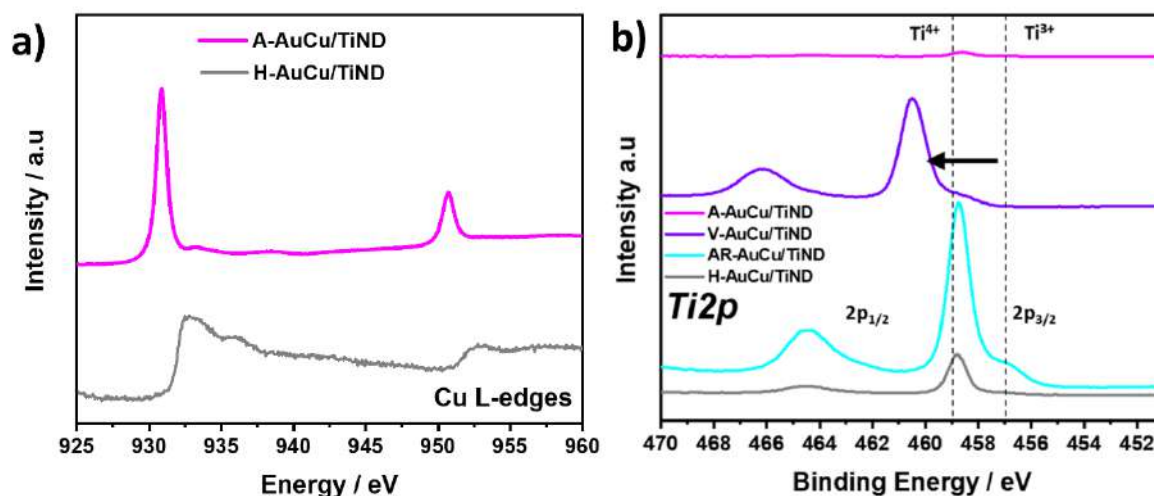 a)
A-AuCu/TiND
H-AuCu/TiND
Intensity / a.u
Cu L-edges
925 930 935 940 945 950 955 960
Energy / eV
b)
Ti4+ Ti3+
Intensity a.u
A-AuCu/TiND
V-AuCu/TiND
AR-AuCu/TiND
H-AuCu/TiND
Ti2p
2p1/2
2p3/2
470 466 464 462 460 458 456 454 452
Binding Energy / eV